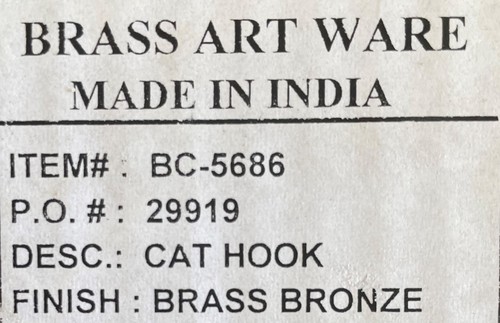 BRASS ART WARE
MADE IN INDIA
ITEM# : BC-5686
P.O. # : 29919
DESC.: CAT HOOK
FINISH : BRASS BRONZE